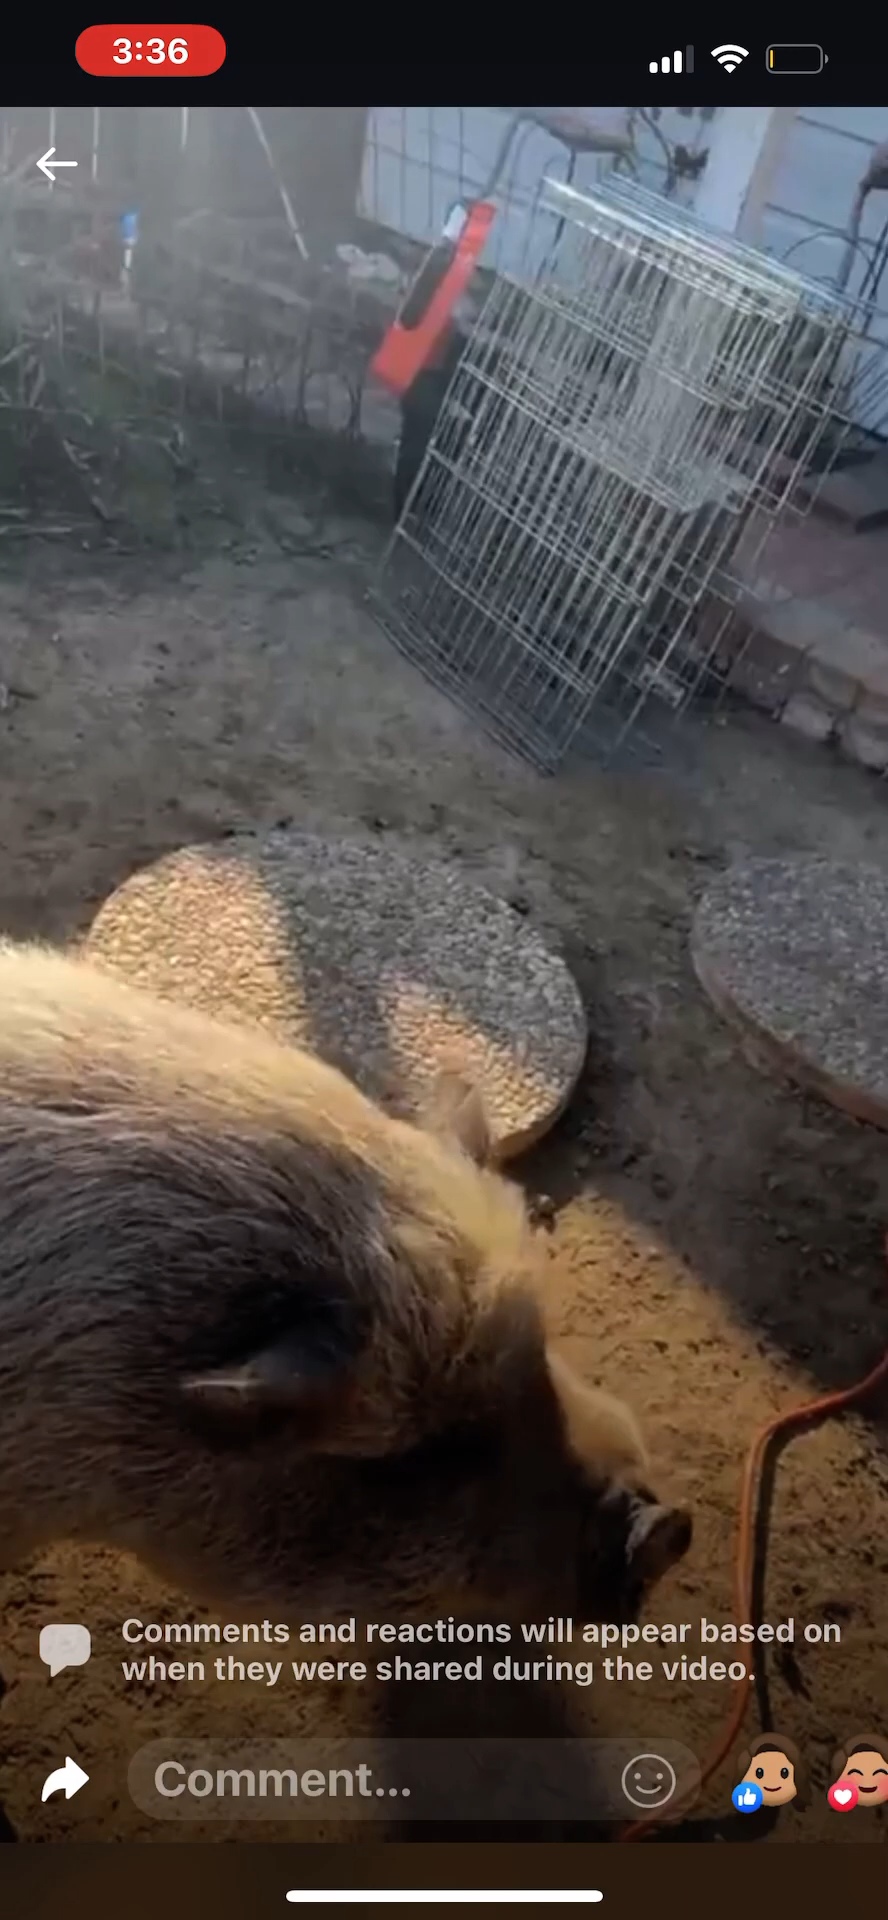 3:36
Comments and reactions will appear based on
when they were shared during the video.
Comment...